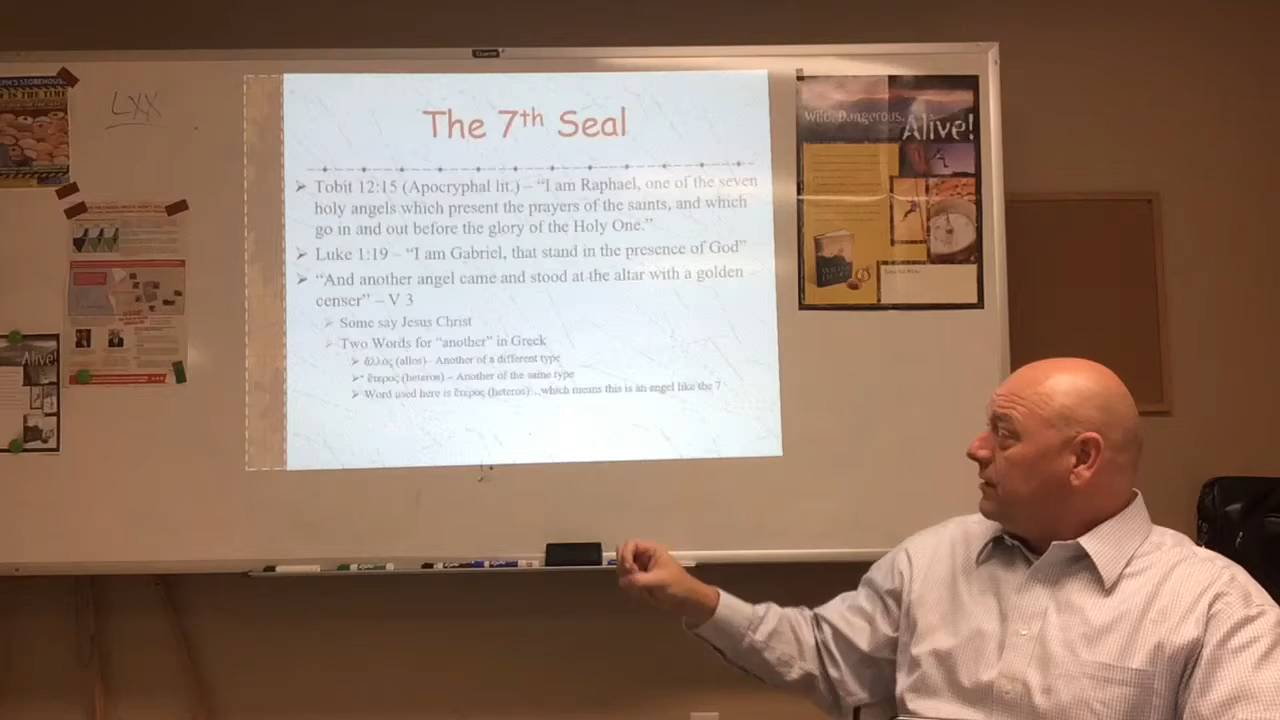 LXX
The 7th Seal
Tobit 12:15 (Apocryphal lit.) – “I am Raphael, one of the seven
holy angels which present the prayers of the saints, and which
go in and out before the glory of the Holy One.”
Luke 1:19 – “I am Gabriel, that stand in the presence of God”
“And another angel came and stood at the altar with a golden
censer” – V 3
Some say Jesus Christ
Two Words for “another” in Greek
(allos)– Another of a different type
ἕτερος (heteros) – Another of the same type
Word used here is ἕτερος (heteros)…which means this is an angel like the 7
Wild, Dangerous,
Alive!
Alive!